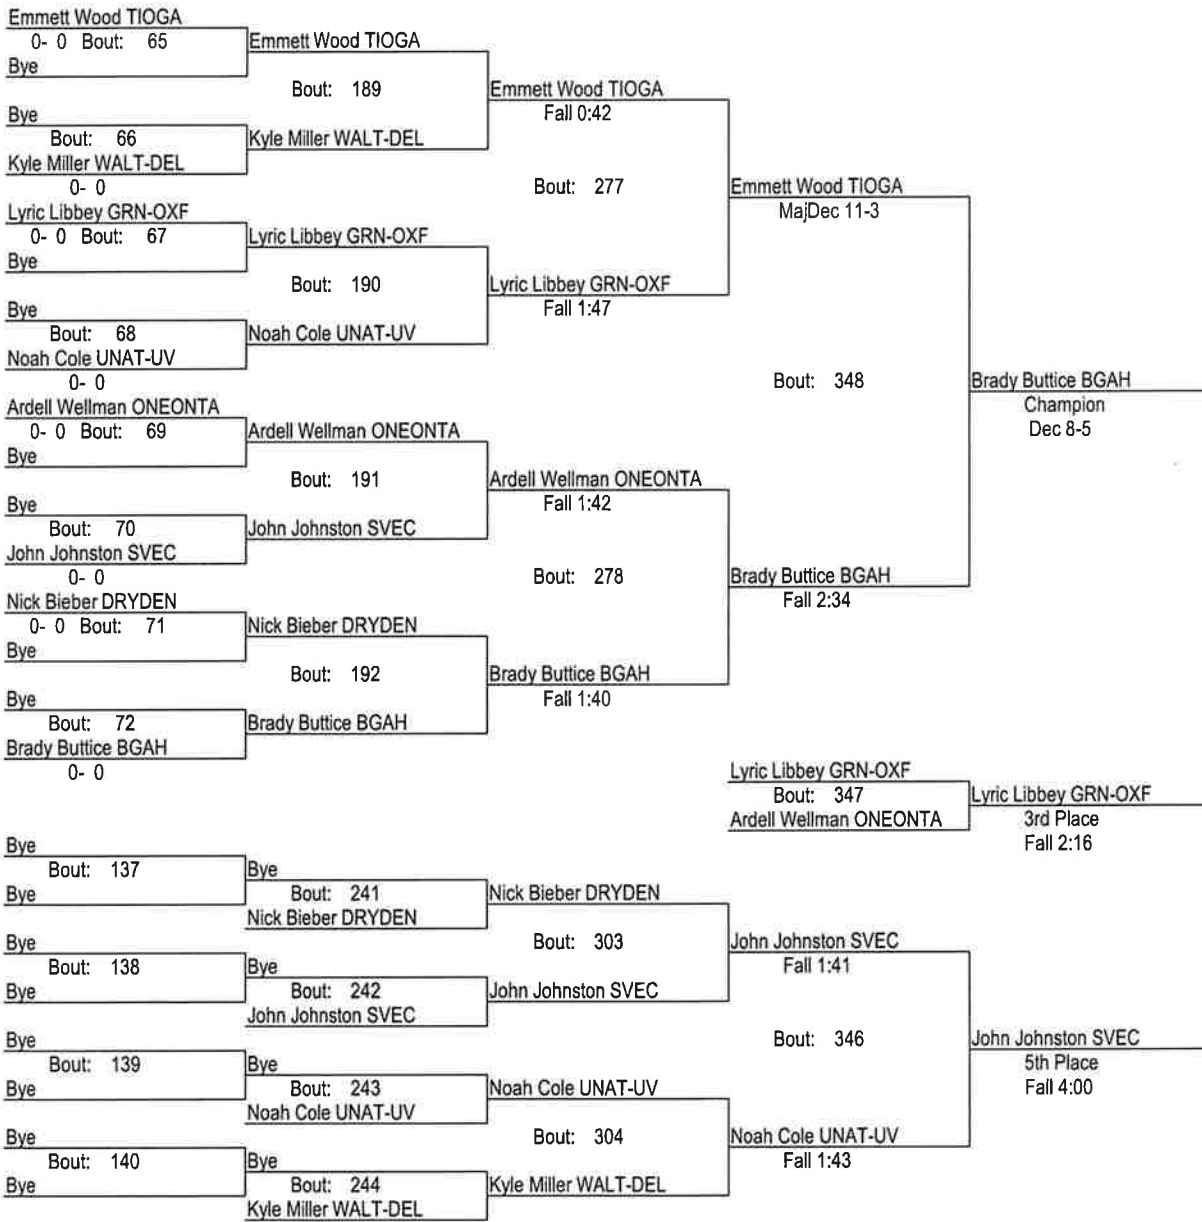 Emmett Wood TIOGA
0- 0 Bout: 65
Bye
Bye
Bout: 66
Kyle Miller WALT-DEL
0- 0
Lyric Libbey GRN-OXF
0- 0 Bout: 67
Bye
Bye
Bout: 68
Noah Cole UNAT-UV
0- 0
Ardell Wellman ONEONTA
0- 0 Bout: 69
Bye
Bye
Bout: 70
John Johnston SVEC
0- 0
Nick Bieber DRYDEN
0- 0 Bout: 71
Bye
Bye
Bout: 72
Brady Buttice BGAH
0- 0
Emmett Wood TIOGA
Bout: 189
Kyle Miller WALT-DEL
Lyric Libbey GRN-OXF
Bout: 190
Noah Cole UNAT-UV
Ardell Wellman ONEONTA
Bout: 191
John Johnston SVEC
Nick Bieber DRYDEN
Bout: 192
Brady Buttice BGAH
Emmett Wood TIOGA
Fall 0:42
Bout: 277
Lyric Libbey GRN-OXF
Fall 1:47
Ardell Wellman ONEONTA
Fall 1:42
Bout: 278
Brady Buttice BGAH
Fall 1:40
Emmett Wood TIOGA
MajDec 11-3
Bout: 348
Brady Buttice BGAH
Fall 2:34
Brady Buttice BGAH
Champion
Dec 8-5
Lyric Libbey GRN-OXF
Bout: 347
Ardell Wellman ONEONTA
Lyric Libbey GRN-OXF
3rd Place
Fall 2:16
Bye
Bout: 137
Bye
Bye
Bout: 138
Bye
Bye
Bout: 139
Bye
Bye
Bout: 140
Bye
Bye
Bout: 241
Nick Bieber DRYDEN
Bye
Bout: 242
John Johnston SVEC
Bye
Bout: 243
Noah Cole UNAT-UV
Bye
Bout: 244
Kyle Miller WALT-DEL
Nick Bieber DRYDEN
Bout: 303
John Johnston SVEC
Noah Cole UNAT-UV
Bout: 304
Kyle Miller WALT-DEL
John Johnston SVEC
Fall 1:41
Bout: 346
Noah Cole UNAT-UV
Fall 1:43
John Johnston SVEC
5th Place
Fall 4:00